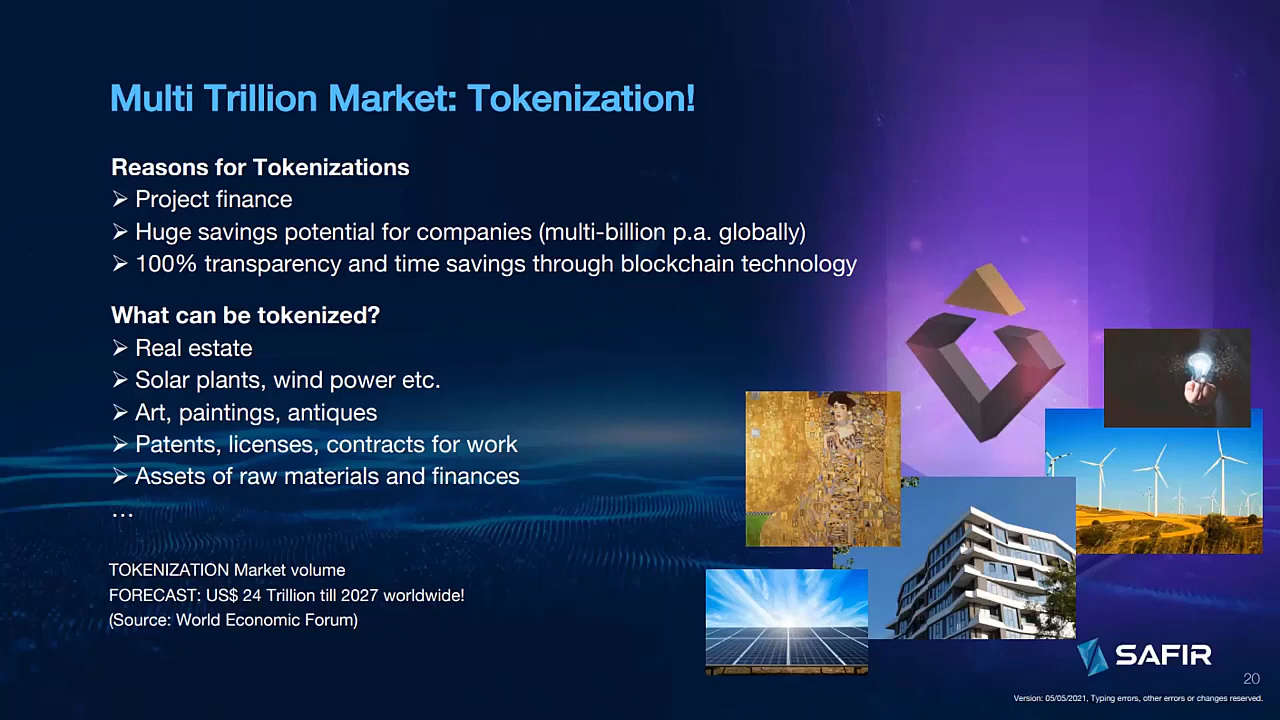 Multi Trillion Market: Tokenization!
Reasons for Tokenizations
➢ Project finance
➢ Huge savings potential for companies (multi-billion p.a. globally)
➢ 100% transparency and time savings through blockchain technology
What can be tokenized?
➢ Real estate
➢ Solar plants, wind power etc.
➢ Art, paintings, antiques
➢ Patents, licenses, contracts for work
➢ Assets of raw materials and finances
…
TOKENIZATION Market volume
FORECAST: US$ 24 Trillion till 2027 worldwide!
(Source: World Economic Forum)
SAFIR
20
Version: 05/05/2021, Typing errors, other errors or changes reserved.